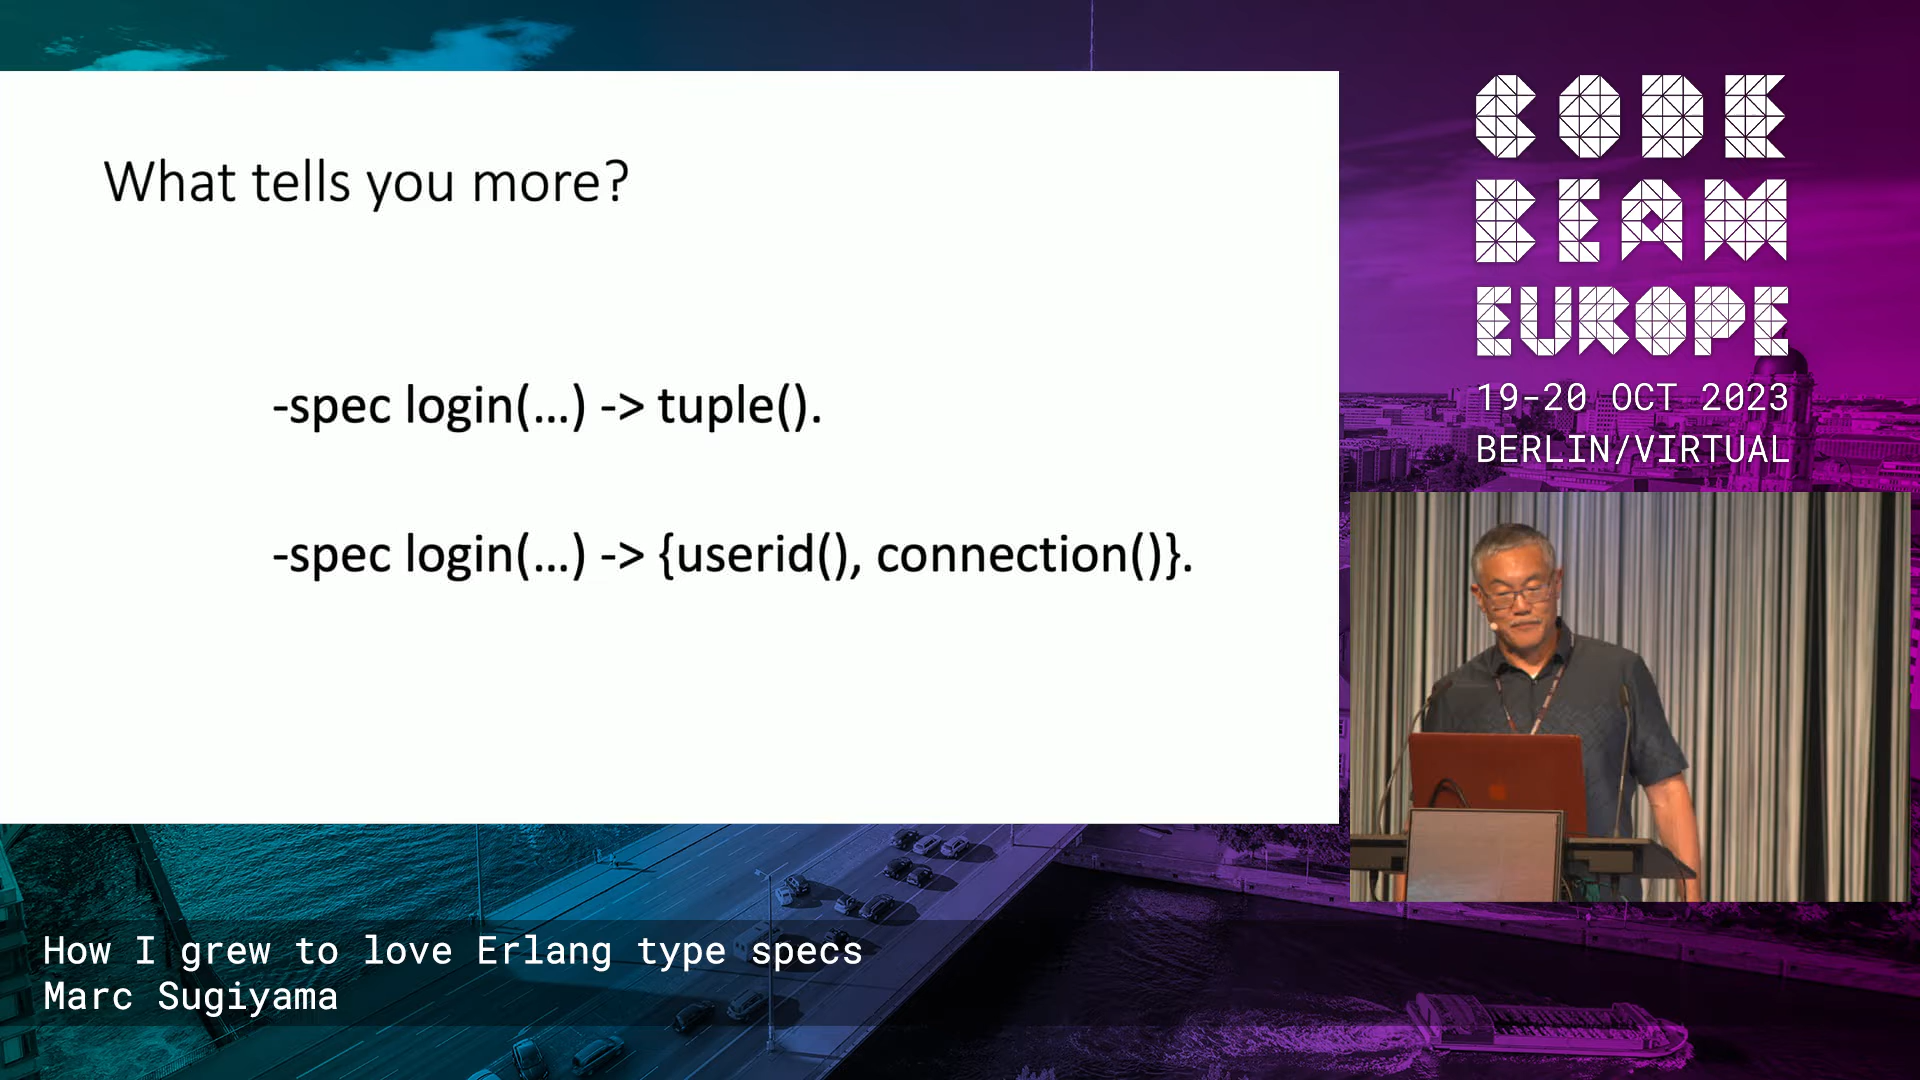 What tells you more?
-spec login(...) -> tuple().
-spec login(...) -> {userid(), connection()}.
CODE
BEAM
EUROPE
19-20 OCT 2023
BERLIN/VIRTUAL
How I grew to love Erlang type specs
Marc Sugiyama